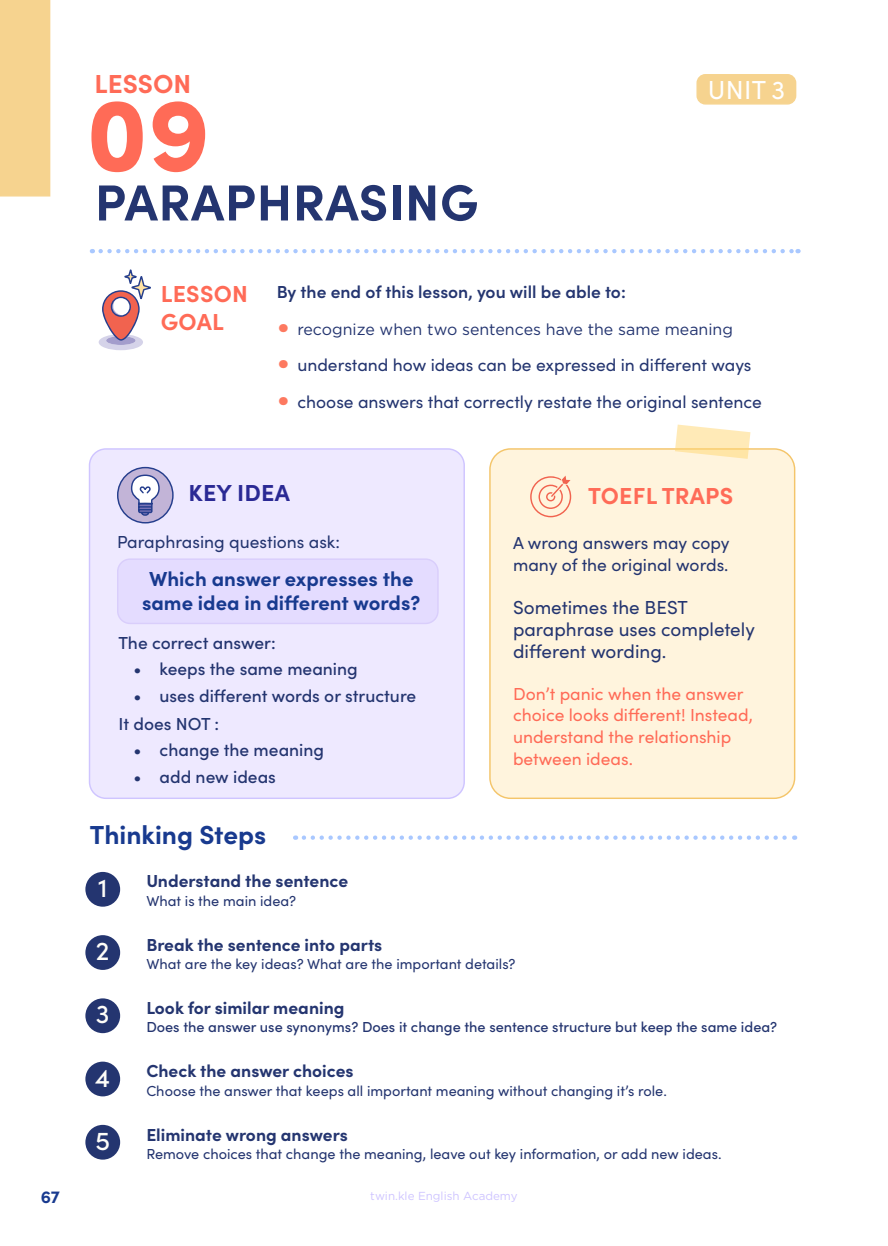 LESSON
09
PARAPHRASING
UNIT 3
LESSON
GOAL
By the end of this lesson, you will be able to:
recognize when two sentences have the same meaning
understand how ideas can be expressed in different ways
choose answers that correctly restate the original sentence
KEY IDEA
Paraphrasing questions ask:
Which answer expresses the
same idea in different words?
The correct answer:
• keeps the same meaning
• uses different words or structure
It does NOT :
• change the meaning
• add new ideas
TOEFL TRAPS
A wrong answers may copy
many of the original words.
Sometimes the BEST
paraphrase uses completely
different wording.
Don't panic when the answer
choice looks different! Instead,
understand the relationship
between ideas.
Thinking Steps
1
Understand the sentence
What is the main idea?
2
Break the sentence into parts
What are the key ideas? What are the important details?
3
Look for similar meaning
Does the answer use synonyms? Does it change the sentence structure but keep the same idea?
4
Check the answer choices
Choose the answer that keeps all important meaning without changing it's role.
5
Eliminate wrong answers
Remove choices that change the meaning, leave out key information, or add new ideas.
67
twin.kle English Academy